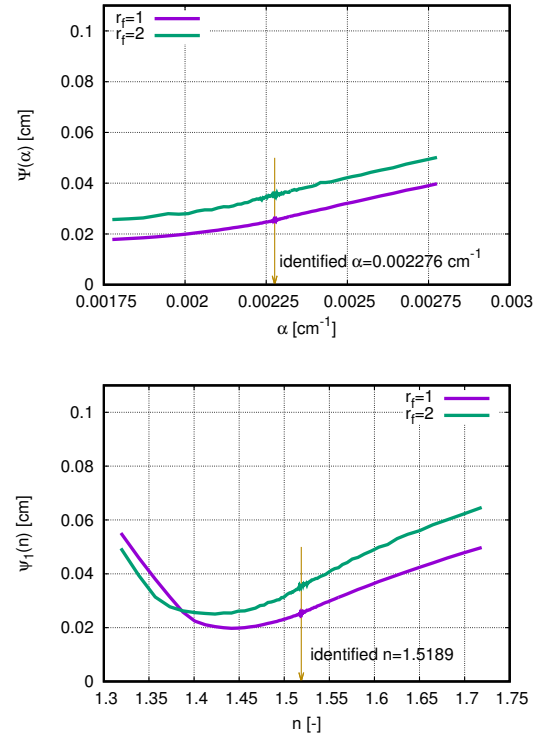 r_f=1
r_f=2
0.1
0.08
0.06
0.04
0.02
0
Ψ(α) [cm]
identified α=0.002276 cm⁻¹
0.00175 0.002 0.00225 0.0025 0.00275 0.003
α [cm⁻¹]
r_f=1
r_f=2
0.1
0.08
0.06
0.04
0.02
0
ψ₁(n) [cm]
identified n=1.5189
1.3 1.35 1.4 1.45 1.5 1.55 1.6 1.65 1.7 1.75
n [-]